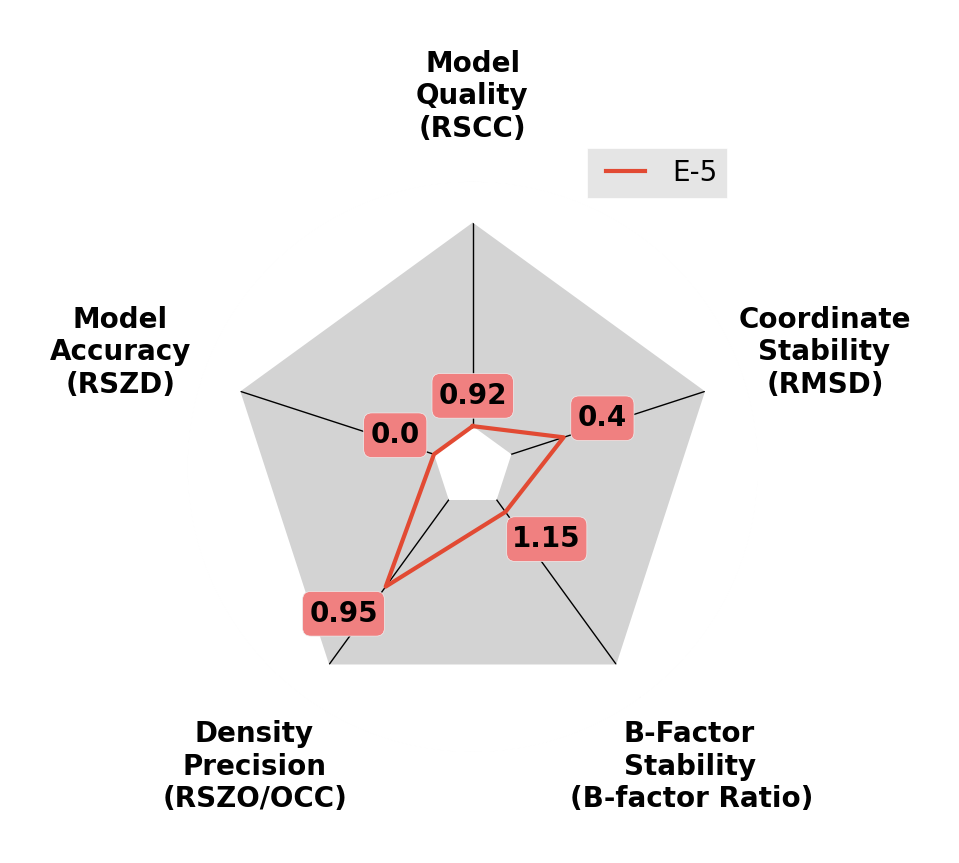 Model
Quality
(RSCC)
E-5
Model
Accuracy
(RSZD)
Coordinate
Stability
(RMSD)
0.92
0.4
0.0
1.15
0.95
Density
Precision
(RSZO/OCC)
B-Factor
Stability
(B-factor Ratio)